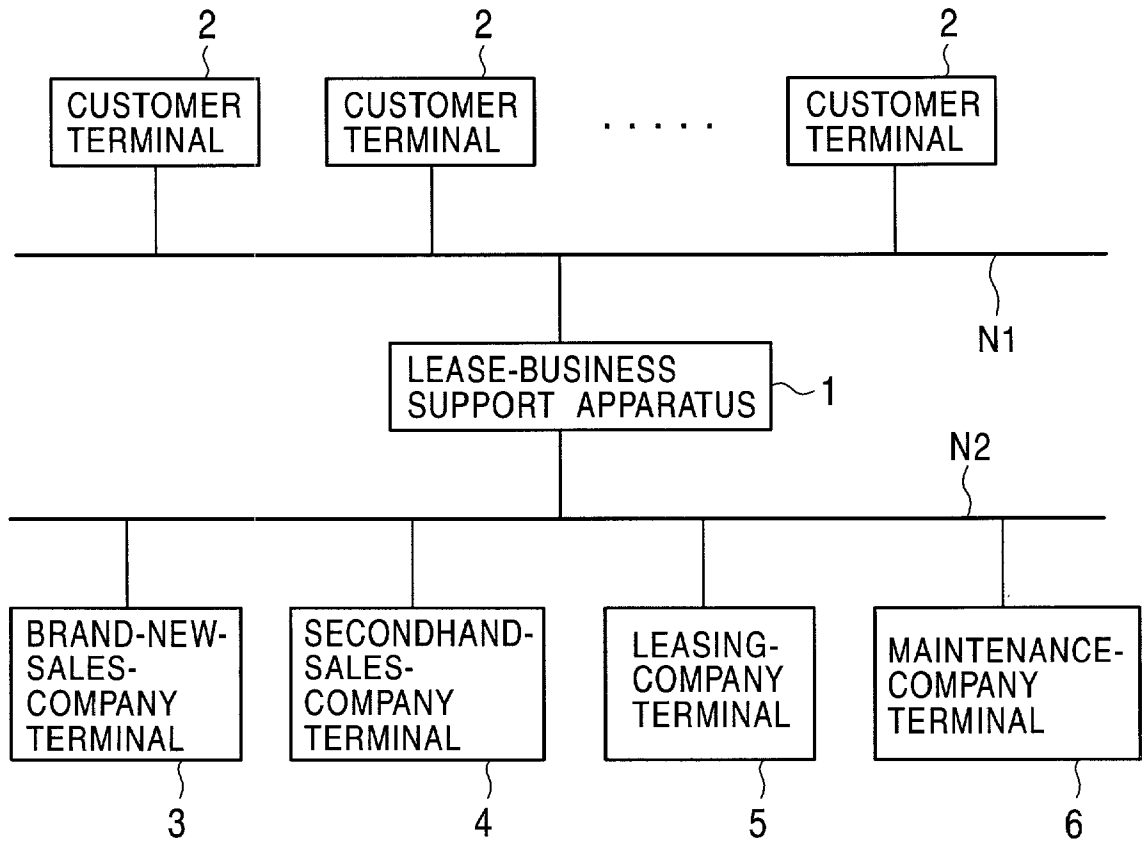 2
2
2
CUSTOMER
TERMINAL
CUSTOMER
TERMINAL
. . . . .
CUSTOMER
TERMINAL
N1
LEASE-BUSINESS
SUPPORT APPARATUS
1
N2
BRAND-NEW-
SALES-
COMPANY
TERMINAL
SECONDHAND-
SALES-
COMPANY
TERMINAL
LEASING-
COMPANY
TERMINAL
MAINTENANCE-
COMPANY
TERMINAL
3
4
5
6